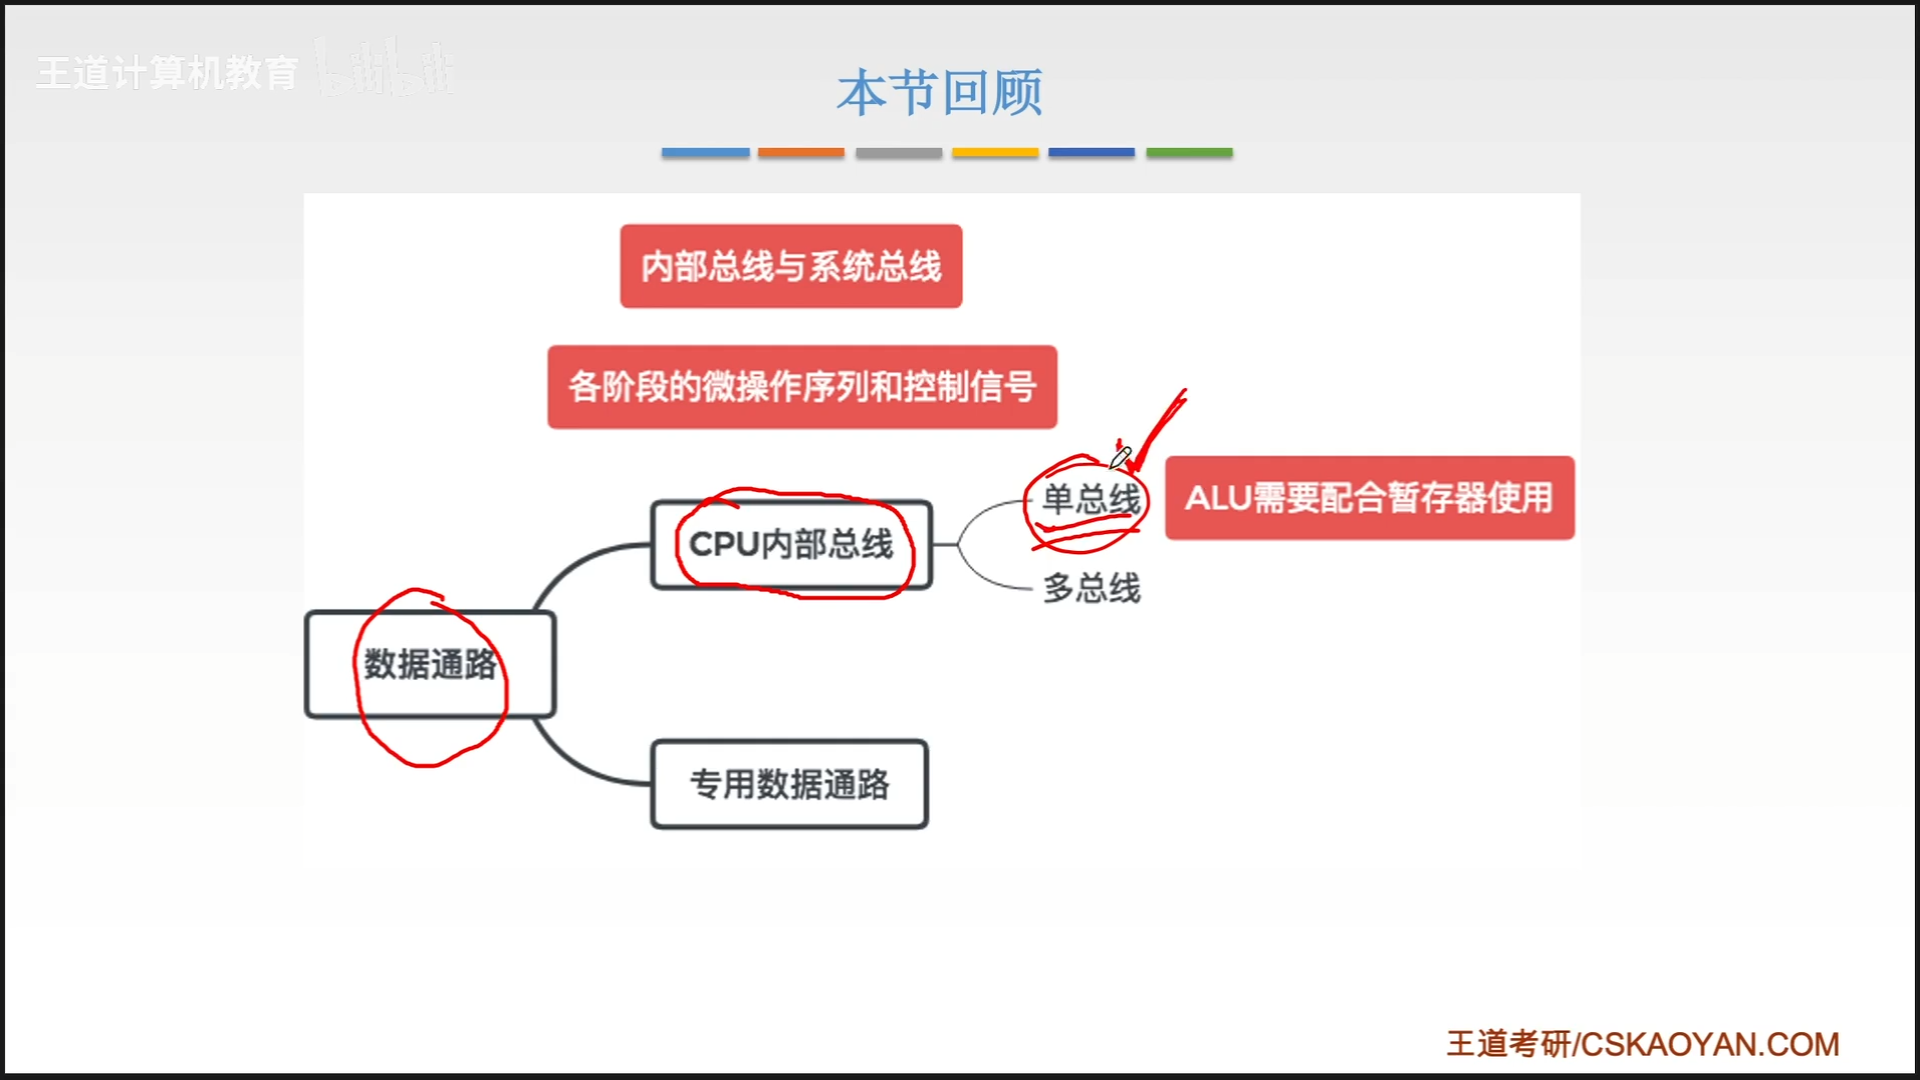 王道计算机教育 bilibili
本节回顾
内部总线与系统总线
各阶段的微操作序列和控制信号
单总线
ALU需要配合暂存器使用
CPU内部总线
多总线
数据通路
专用数据通路
王道考研/CSKAOYAN.COM